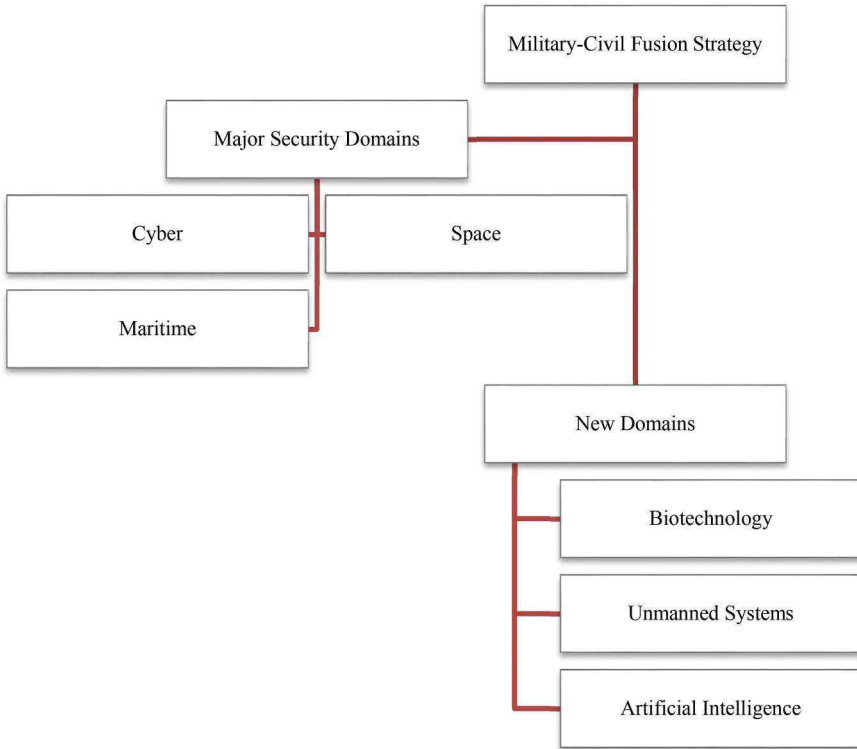 Military-Civil Fusion Strategy
Major Security Domains
Cyber
Space
Maritime
New Domains
Biotechnology
Unmanned Systems
Artificial Intelligence